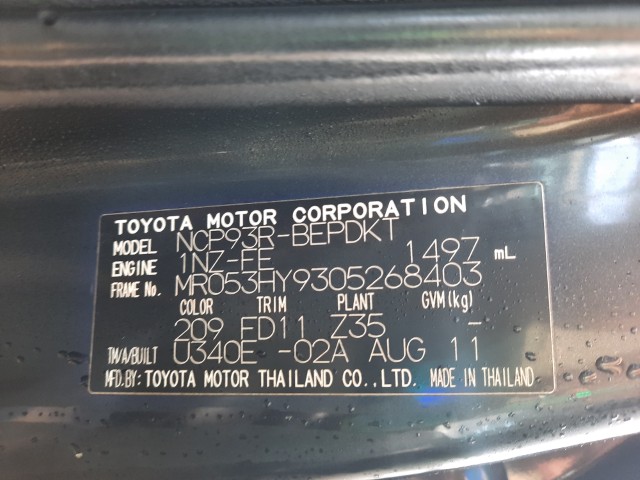 TOYOTA MOTOR CORPORATION
MODEL NCP93R-BEPDKT
ENGINE 1NZ-FE 1497 mL
FRAME No. MR053HY9305268403
COLOR TRIM PLANT GVM(kg)
209 FD11 Z35 -
TM/A/BUILT U340E -02A AUG 11
MFD.BY: TOYOTA MOTOR THAILAND CO.,LTD. MADE IN THAILAND